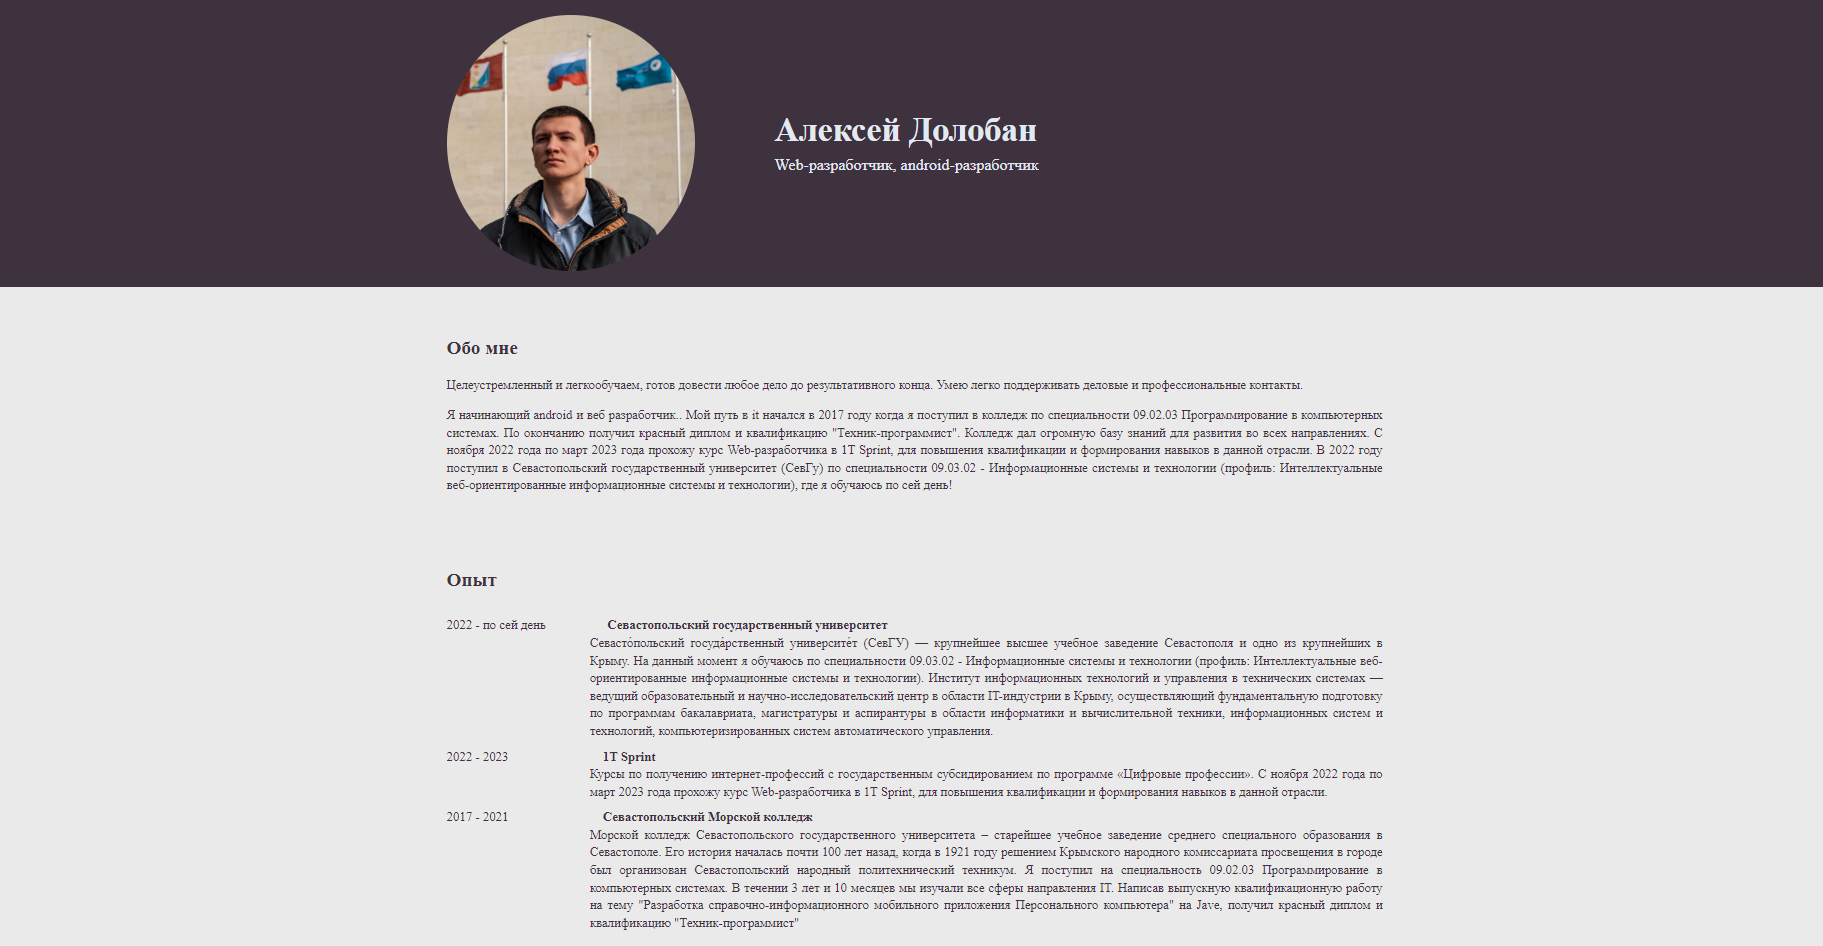 Алексей Долобан
Web-разработчик, android-разработчик
Обо мне
Целеустремленный и легкообучаем, готов довести любое дело до результативного конца. Умею легко поддерживать деловые и профессиональные контакты.
Я начинающий android и веб разработчик.. Мой путь в it начался в 2017 году когда я поступил в колледж по специальности 09.02.03 Программирование в компьютерных
системах. По окончанию получил красный диплом и квалификацию "Техник-программист". Колледж дал огромную базу знаний для развития во всех направлениях. С
ноября 2022 года по март 2023 года прохожу курс Web-разработчика в 1T Sprint, для повышения квалификации и формирования навыков в данной отрасли. В 2022 году
поступил в Севастопольский государственный университет (СевГу) по специальности 09.03.02 - Информационные системы и технологии (профиль: Интеллектуальные
веб-ориентированные информационные системы и технологии), где я обучаюсь по сей день!
Опыт
2022 - по сей день Севастопольский государственный университет
Севасто́польский госуда́рственный университе́т (СевГУ) — крупнейшее высшее учебное заведение Севастополя и одно из крупнейших в
Крыму. На данный момент я обучаюсь по специальности 09.03.02 - Информационные системы и технологии (профиль: Интеллектуальные веб-
ориентированные информационные системы и технологии). Институт информационных технологий и управления в технических системах —
ведущий образовательный и научно-исследовательский центр в области IT-индустрии в Крыму, осуществляющий фундаментальную подготовку
по программам бакалавриата, магистратуры и аспирантуры в области информатики и вычислительной техники, информационных систем и
технологий, компьютеризированных систем автоматического управления.
2022 - 2023 1T Sprint
Курсы по получению интернет-профессий с государственным субсидированием по программе «Цифровые профессии». С ноября 2022 года по
март 2023 года прохожу курс Web-разработчика в 1T Sprint, для повышения квалификации и формирования навыков в данной отрасли.
2017 - 2021 Севастопольский Морской колледж
Морской колледж Севастопольского государственного университета – старейшее учебное заведение среднего специального образования в
Севастополе. Его история началась почти 100 лет назад, когда в 1921 году решением Крымского народного комиссариата просвещения в городе
был организован Севастопольский народный политехнический техникум. Я поступил на специальность 09.02.03 Программирование в
компьютерных системах. В течении 3 лет и 10 месяцев мы изучали все сферы направления IT. Написав выпускную квалификационную работу
на тему "Разработка справочно-информационного мобильного приложения Персонального компьютера" на Jave, получил красный диплом и
квалификацию "Техник-программист"